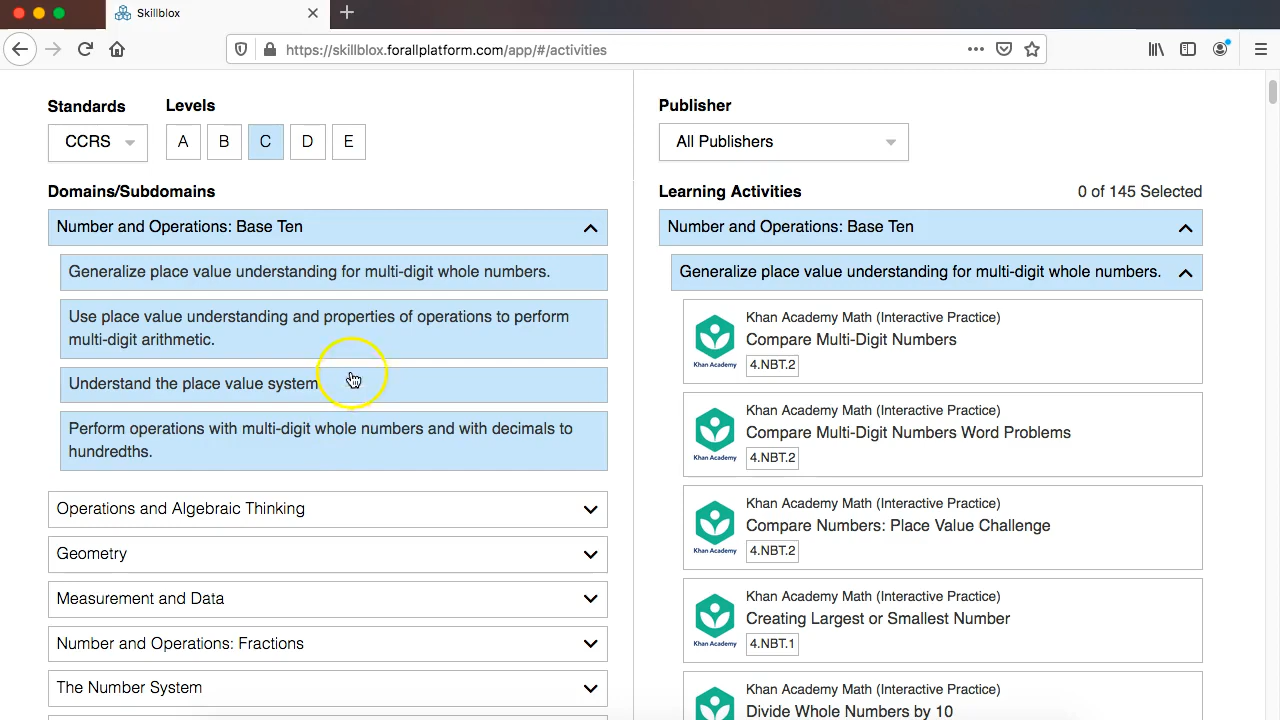 Skillblox
https://skillblox.forallplatform.com/app/#/activities
Standards
Levels
CCRS
A
B
C
D
E
Domains/Subdomains
Number and Operations: Base Ten
Generalize place value understanding for multi-digit whole numbers.
Use place value understanding and properties of operations to perform
multi-digit arithmetic.
Understand the place value system
Perform operations with multi-digit whole numbers and with decimals to
hundredths.
Operations and Algebraic Thinking
Geometry
Measurement and Data
Number and Operations: Fractions
The Number System
Publisher
All Publishers
Learning Activities
0 of 145 Selected
Number and Operations: Base Ten
Generalize place value understanding for multi-digit whole numbers.
Khan Academy Math (Interactive Practice)
Compare Multi-Digit Numbers
Khan Academy
4.NBT.2
Khan Academy Math (Interactive Practice)
Compare Multi-Digit Numbers Word Problems
Khan Academy
4.NBT.2
Khan Academy Math (Interactive Practice)
Compare Numbers: Place Value Challenge
Khan Academy
4.NBT.2
Khan Academy Math (Interactive Practice)
Creating Largest or Smallest Number
Khan Academy
4.NBT.1
Khan Academy Math (Interactive Practice)
Divide Whole Numbers by 10